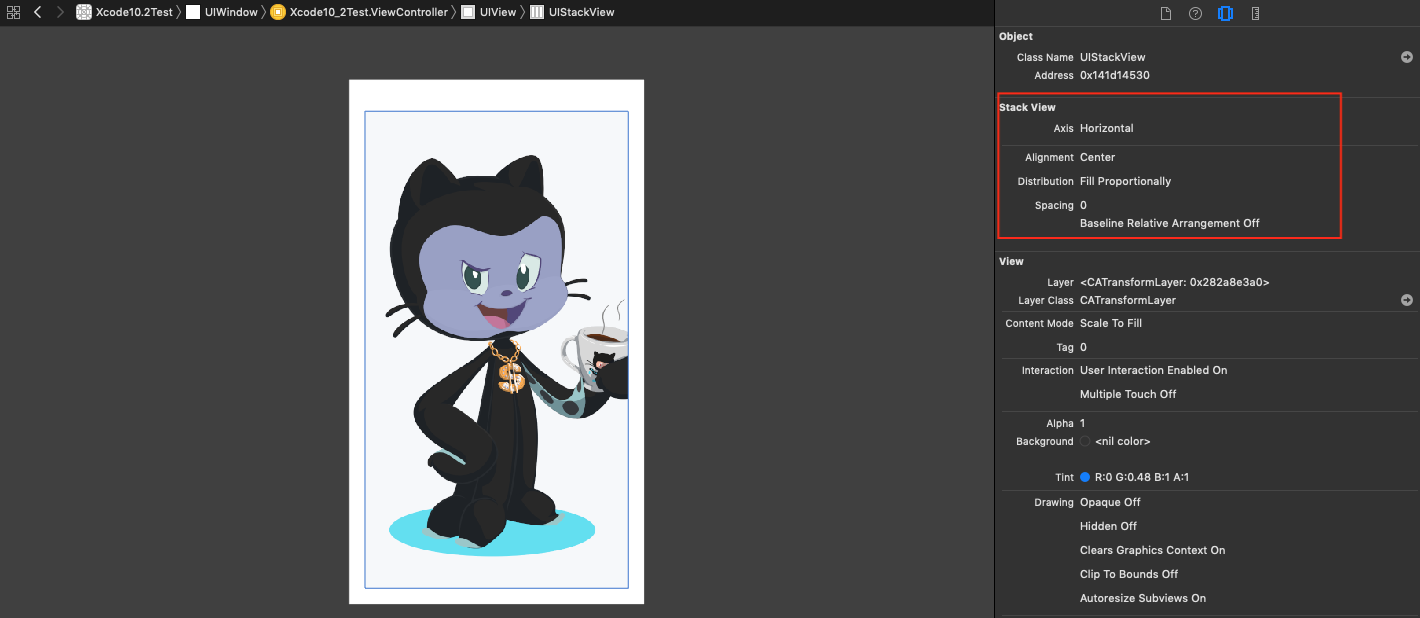 Xcode10.2Test UIWindow Xcode10_2Test.ViewController UIView UIStackView
Object
Class Name UIStackView
Address 0x141d14530
Stack View
Axis Horizontal
Alignment Center
Distribution Fill Proportionally
Spacing 0
Baseline Relative Arrangement Off
View
Layer <CATransformLayer: 0x282a8e3a0>
Layer Class CATransformLayer
Content Mode Scale To Fill
Tag 0
Interaction User Interaction Enabled On
Multiple Touch Off
Alpha 1
Background <nil color>
Tint R:0 G:0.48 B:1 A:1
Drawing Opaque Off
Hidden Off
Clears Graphics Context On
Clip To Bounds Off
Autoresize Subviews On